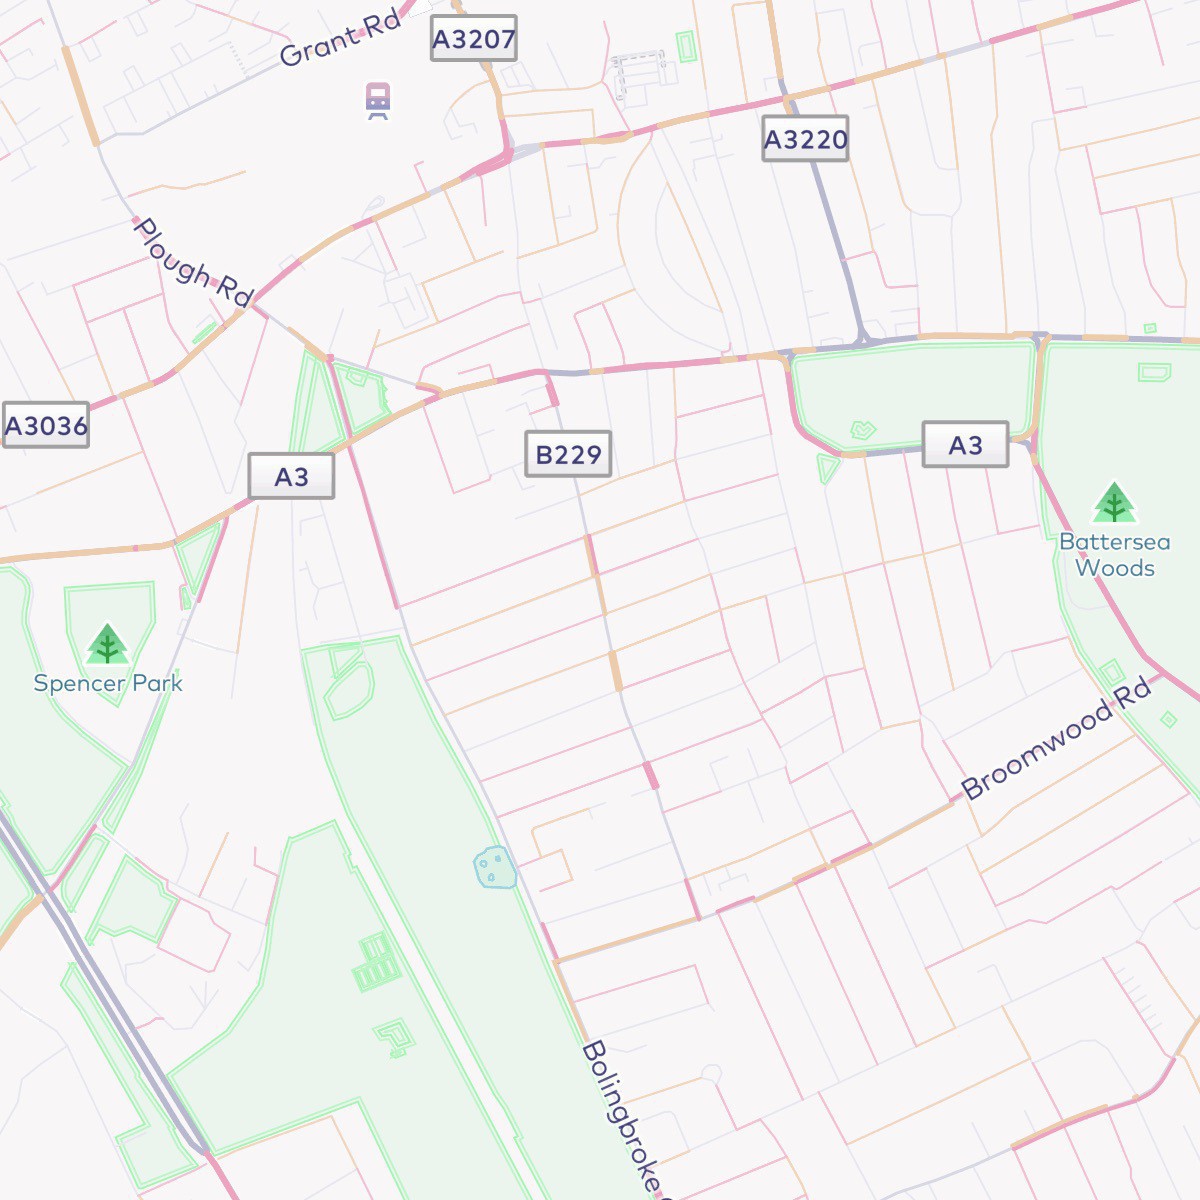 Grant Rd
A3207
A3220
Plough Rd
A3036
A3
B229
A3
Battersea
Woods
Spencer Park
Broomwood Rd
Bolingbroke